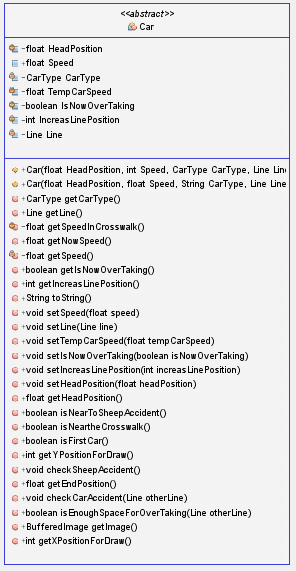 <<abstract>>
Car
-float HeadPosition
+float Speed
-CarType CarType
-float TempCarSpeed
-boolean IsNowOverTaking
-int IncreasLinePosition
-Line Line
+Car(float HeadPosition, int Speed, CarType CarType, Line Line
+Car(float HeadPosition, float Speed, String CarType, Line Line
+CarType getCarType()
+Line getLine()
-float getSpeedInCrosswalk()
+float getNowSpeed()
-float getSpeed()
+boolean getIsNowOverTaking()
+int getIncreasLinePosition()
+String toString()
+void setSpeed(float speed)
+void setLine(Line line)
+void setTempCarSpeed(float tempCarSpeed)
+void setIsNowOverTaking(boolean isNowOverTaking)
+void setIncreasLinePosition(int increasLinePosition)
+void setHeadPosition(float headPosition)
+float getHeadPosition()
+boolean isNearToSheepAccident()
+boolean isNeartheCrosswalk()
+boolean isFirstCar()
+int getYPositionForDraw()
+void checkSheepAccident()
+float getEndPosition()
+void checkCarAccident(Line otherLine)
+boolean isEnoughSpaceForOverTaking(Line otherLine)
+BufferedImage getImage()
+int getXPositionForDraw()